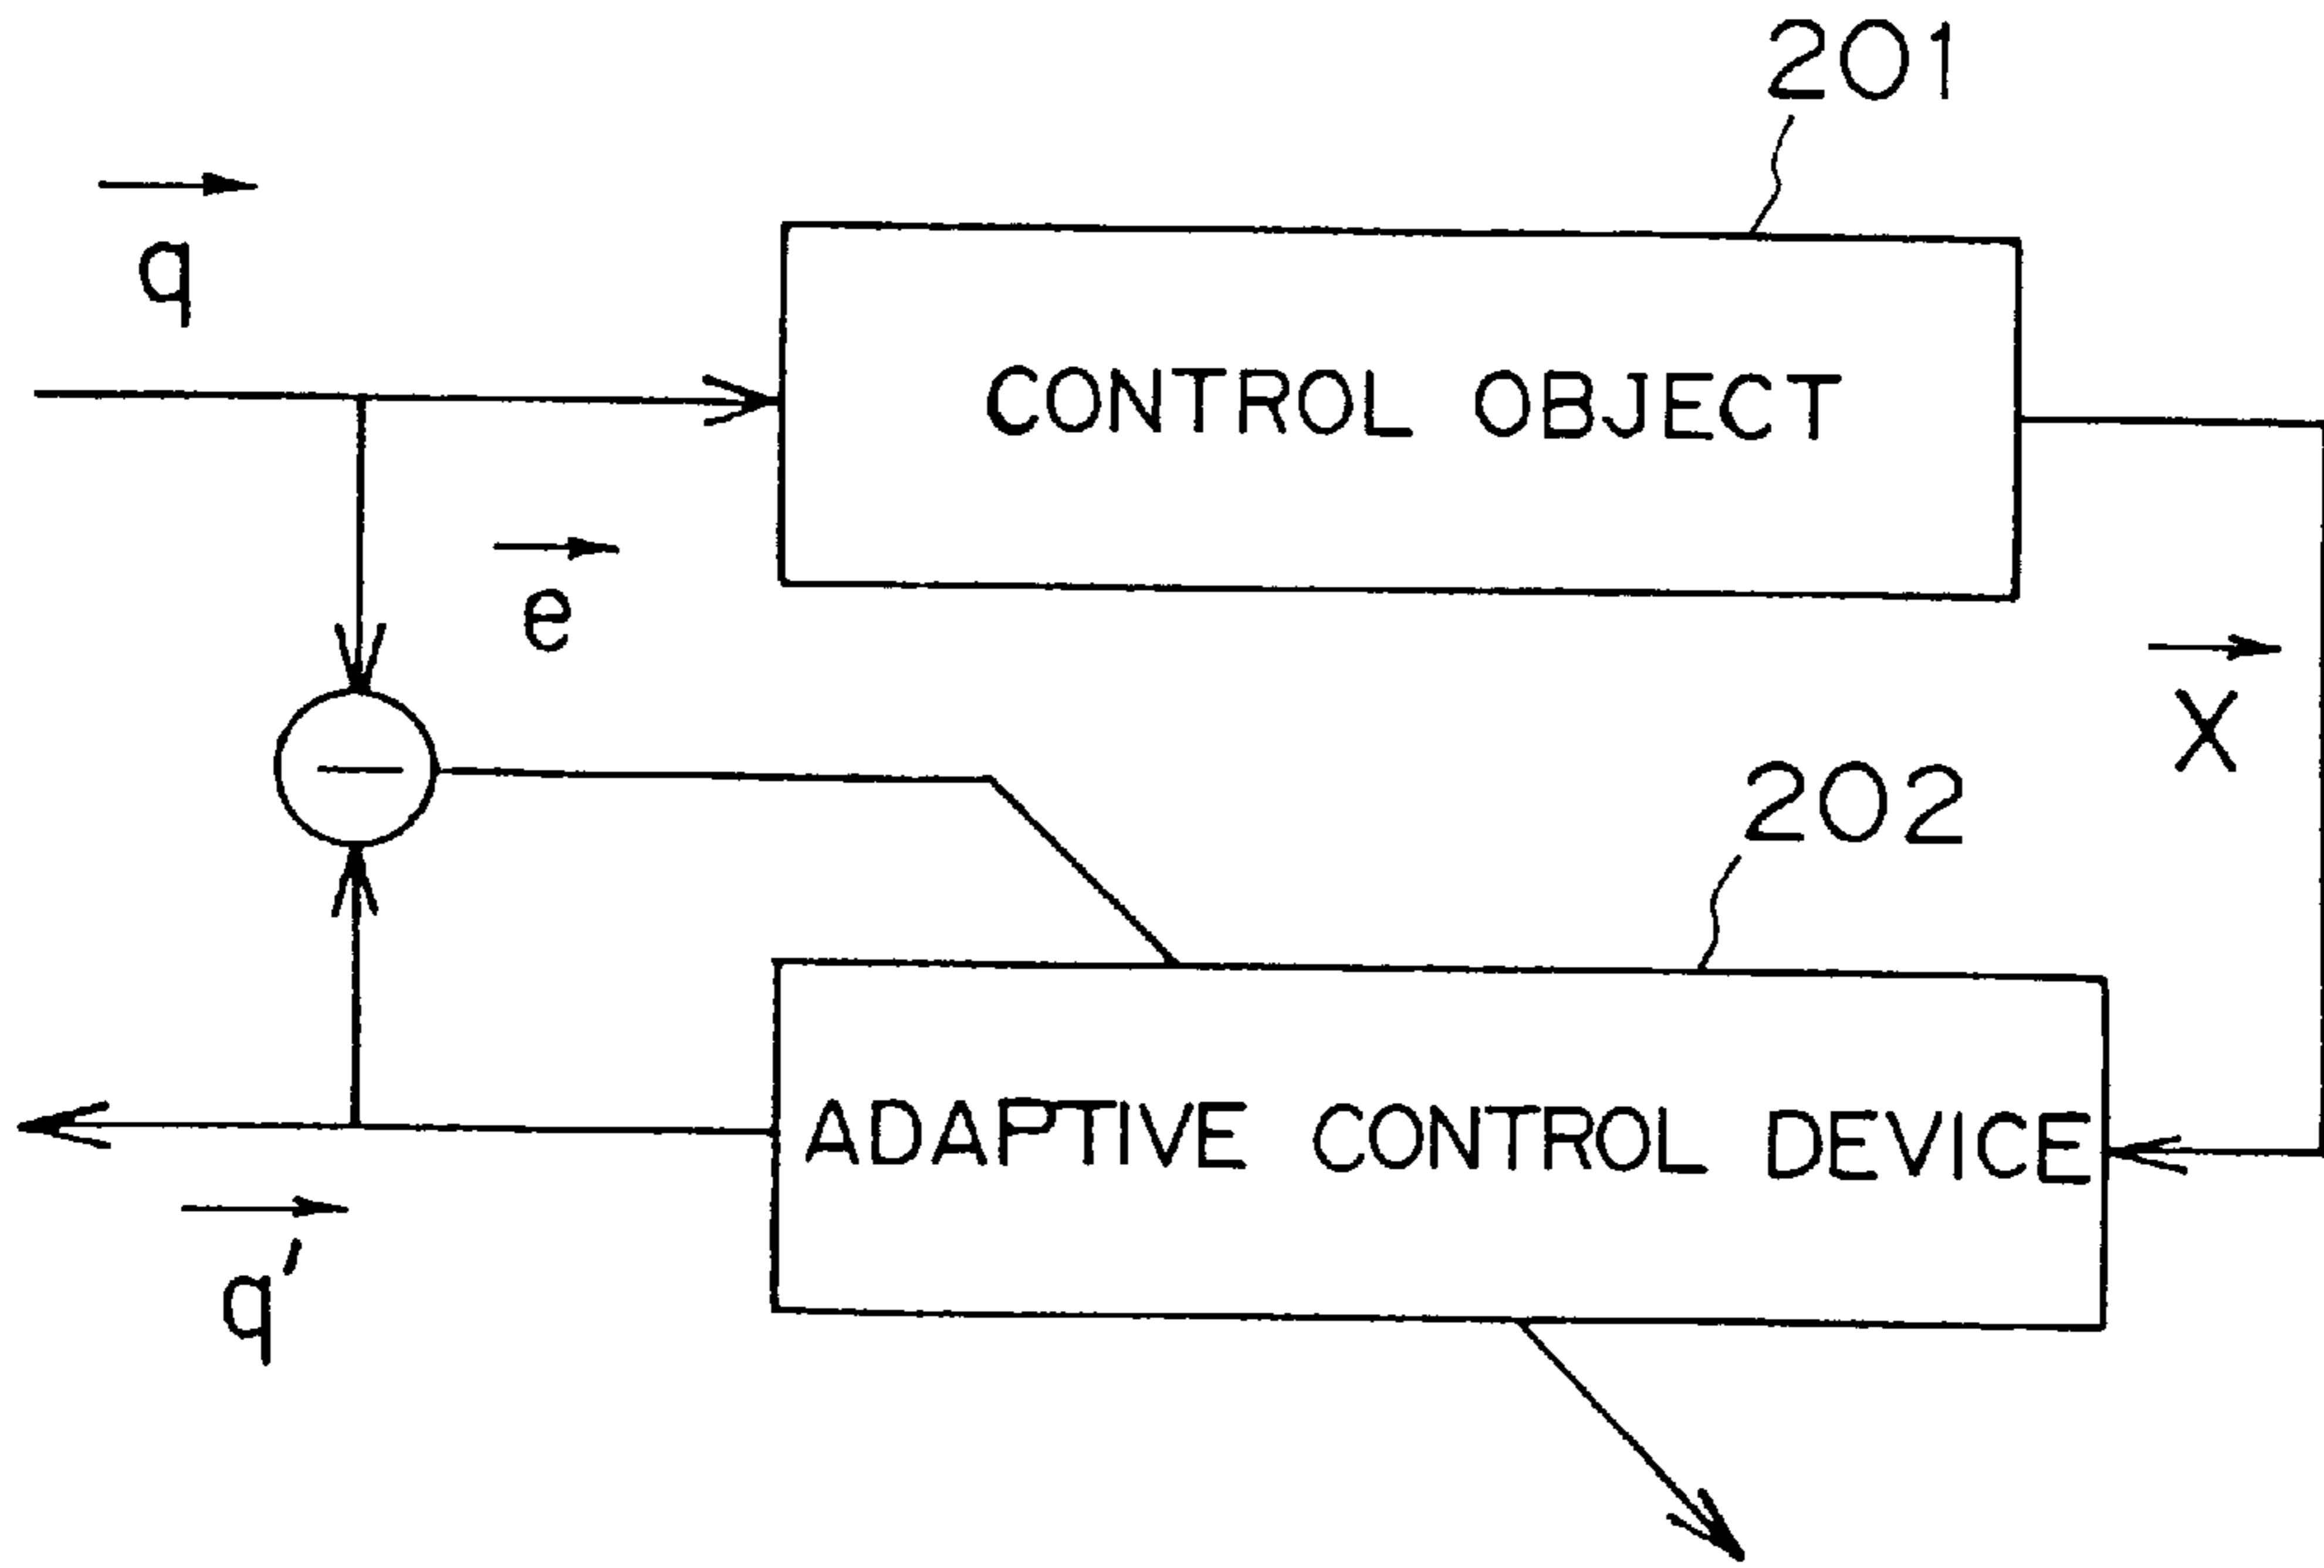 201
q
CONTROL OBJECT
e
X
202
ADAPTIVE CONTROL DEVICE
q'